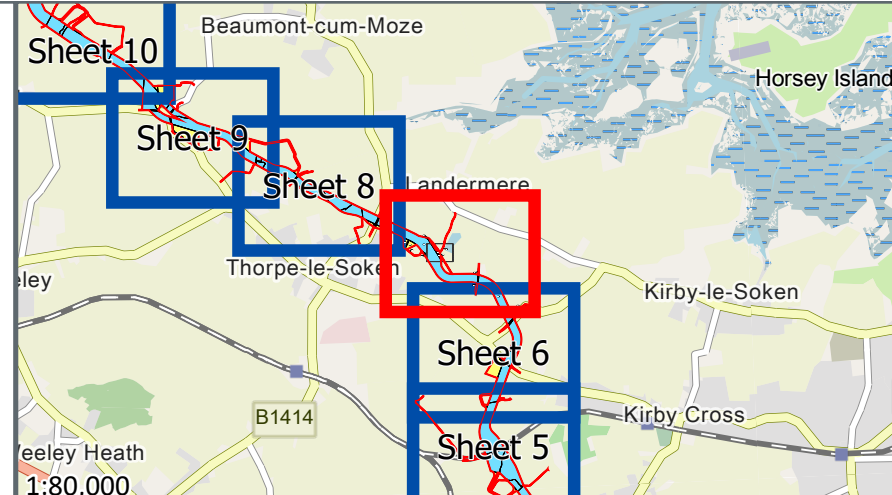 Beaumont-cum-Moze
Sheet 10
Horsey Island
Sheet 9
Sheet 8
Landermere
Thorpe-le-Soken
eley
Kirby-le-Soken
Sheet 6
B1414
Kirby Cross
Sheet 5
eeley Heath
1:80,000